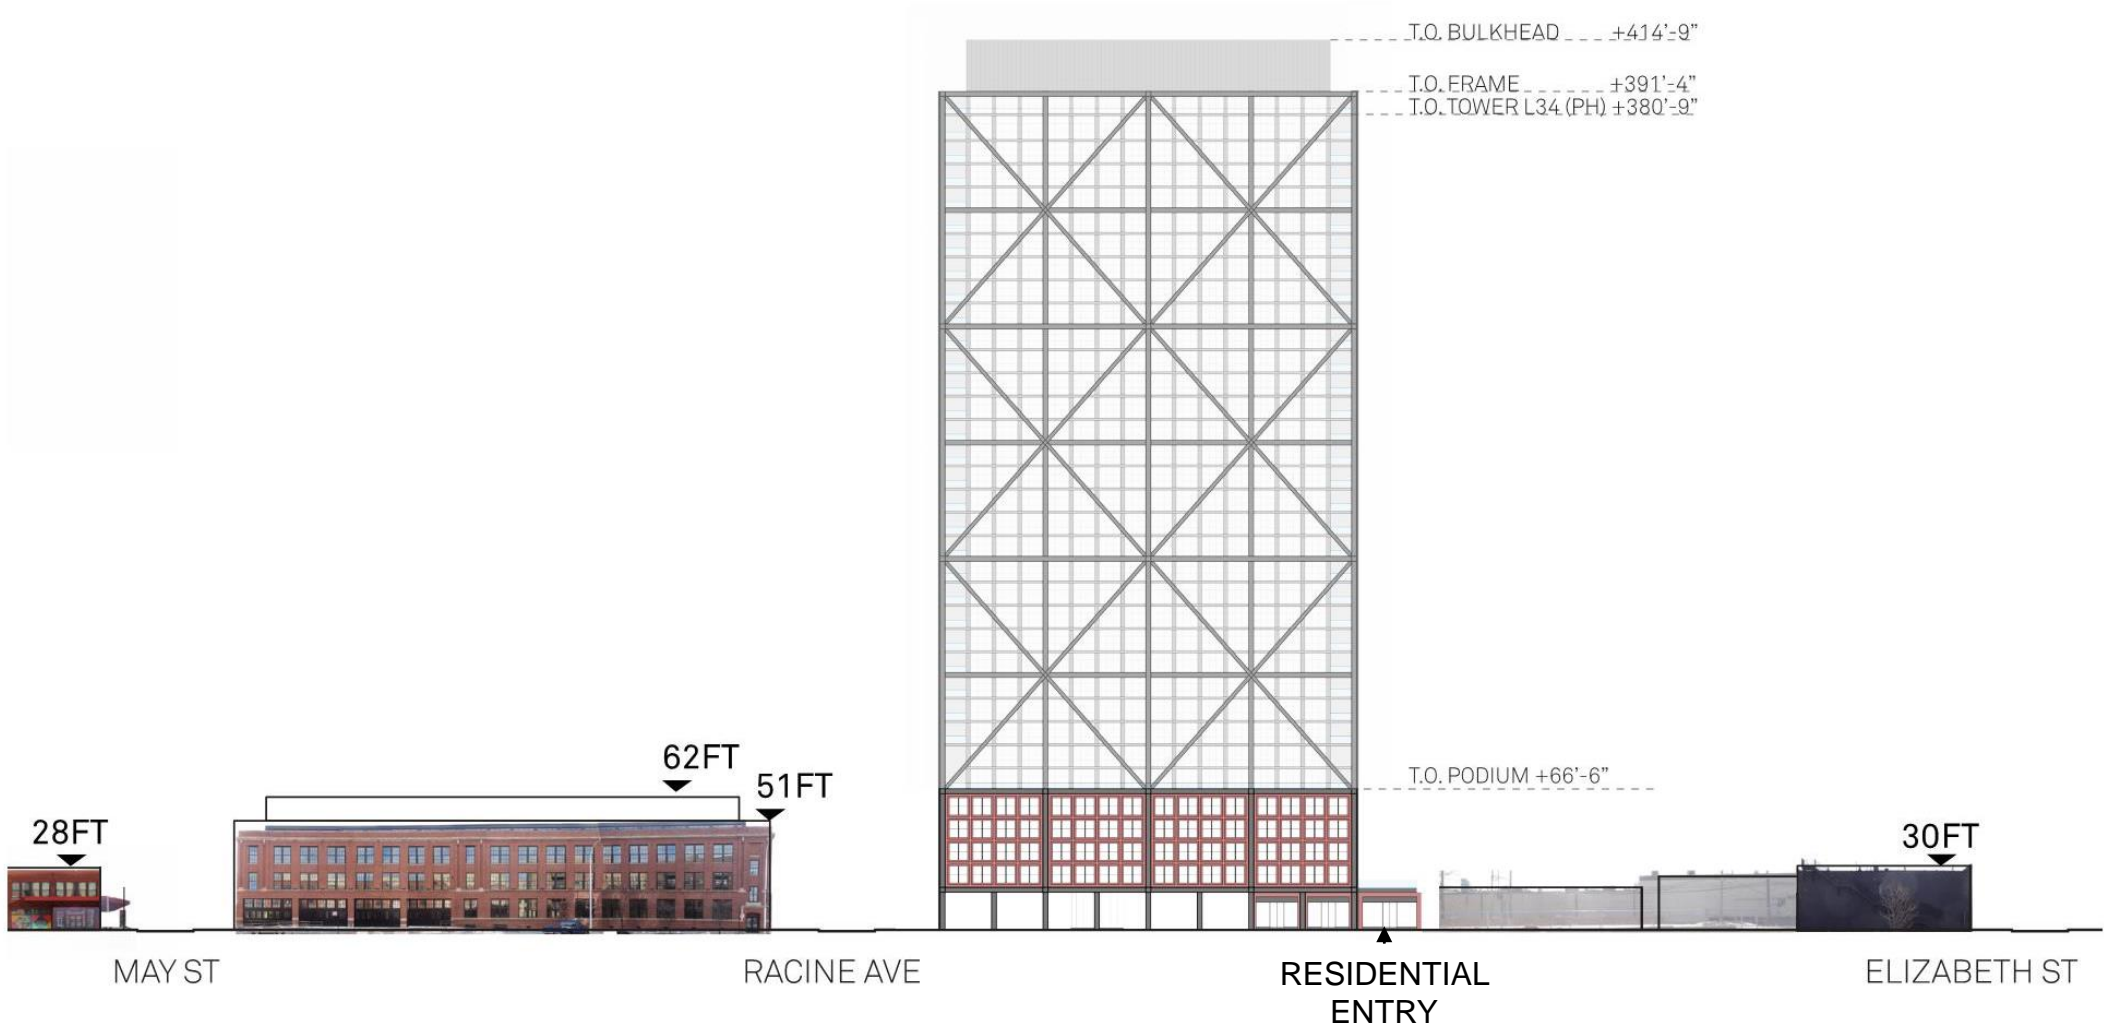 T.O. BULKHEAD +414'-9"
T.O. FRAME +391'-4"
T.O. TOWER L34 (PH) +380'-9"
62FT
51FT
T.O. PODIUM +66'-6"
28FT
30FT
MAY ST
RACINE AVE
RESIDENTIAL
ENTRY
ELIZABETH ST